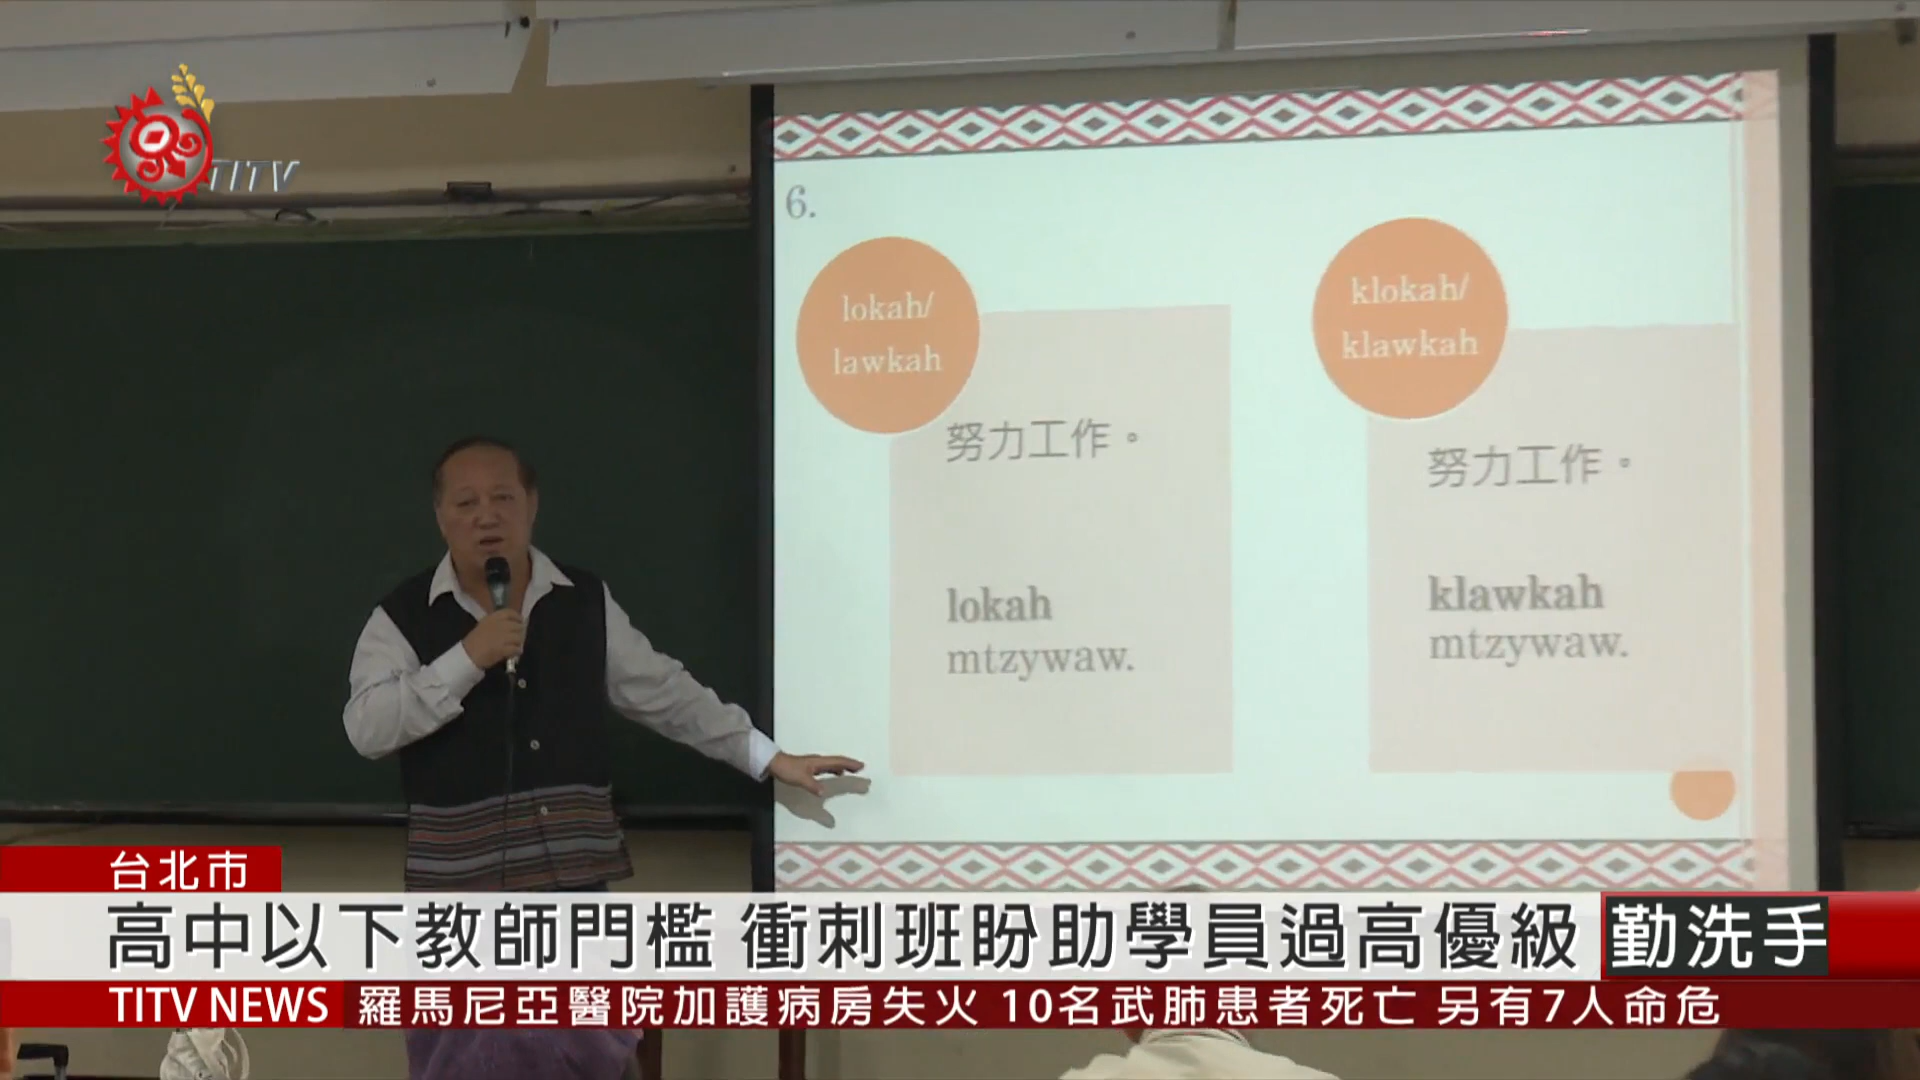 TITV
6.
lokah/
lawkah
努力工作。
lokah
mtzywaw.
klokah/
klawkah
努力工作。
klawkah
mtzywaw.
台北市
高中以下教師門檻 衝刺班盼助學員過高優級
勤洗手
TITV NEWS
羅馬尼亞醫院加護病房失火 10名武肺患者死亡 另有7人命危